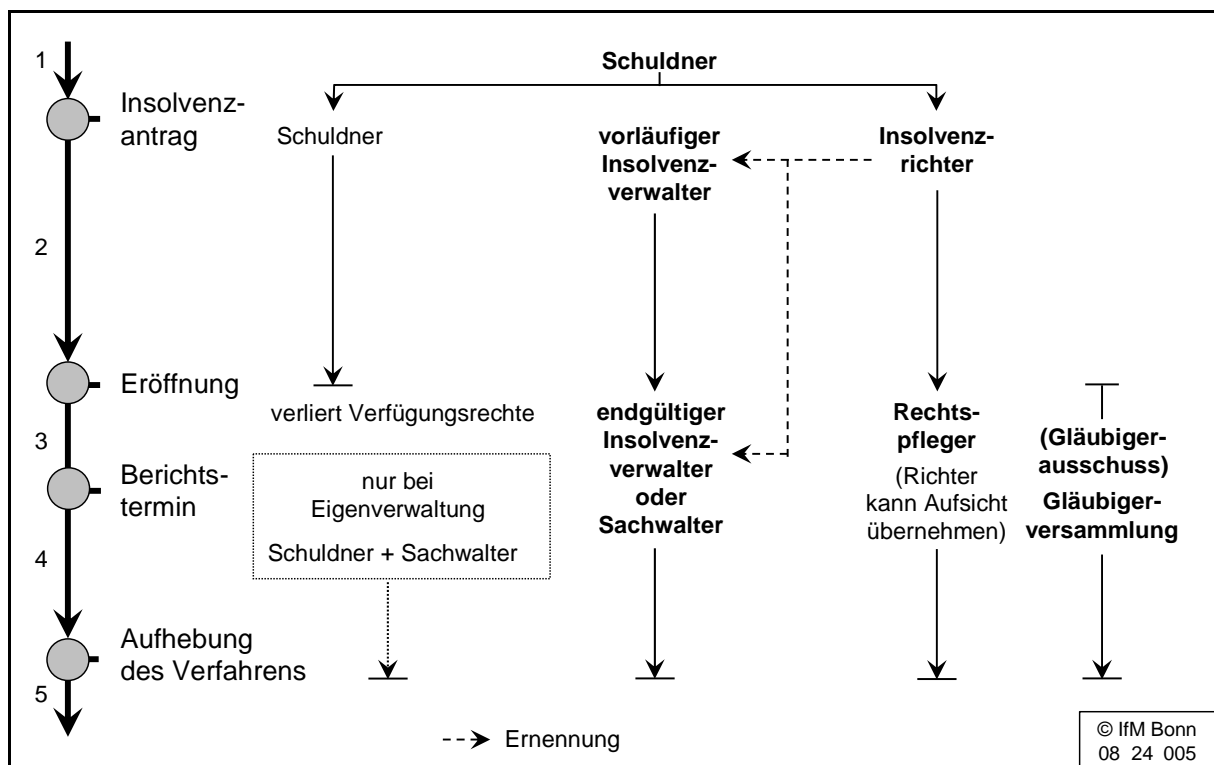 1
Insolvenz-
antrag
2
Eröffnung
3
Berichts-
termin
4
Aufhebung
des Verfahrens
5
Schuldner
Schuldner
verliert Verfügungsrechte
nur bei
Eigenverwaltung
Schuldner + Sachwalter
vorläufiger
Insolvenz-
verwalter
endgültiger
Insolvenz-
verwalter
oder
Sachwalter
Insolvenz-
richter
Rechts-
pfleger
(Richter
kann Aufsicht
übernehmen)
(Gläubiger-
ausschuss)
Gläubiger-
versammlung
Ernennung
© IfM Bonn
08 24 005